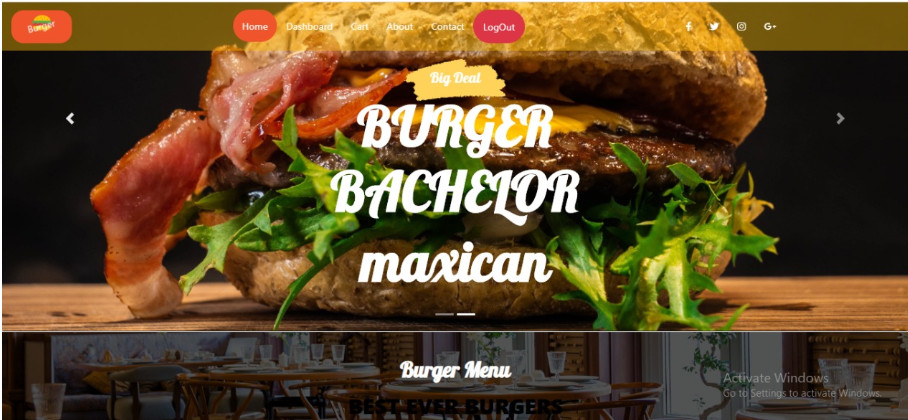 Burger
Home Dashboard Cart About Contact LogOut
Big Deal
BURGER
BACHELOR
maxican
Burger Menu
BEST EVER BURGERS
Activate Windows
Go to Settings to activate Windows.